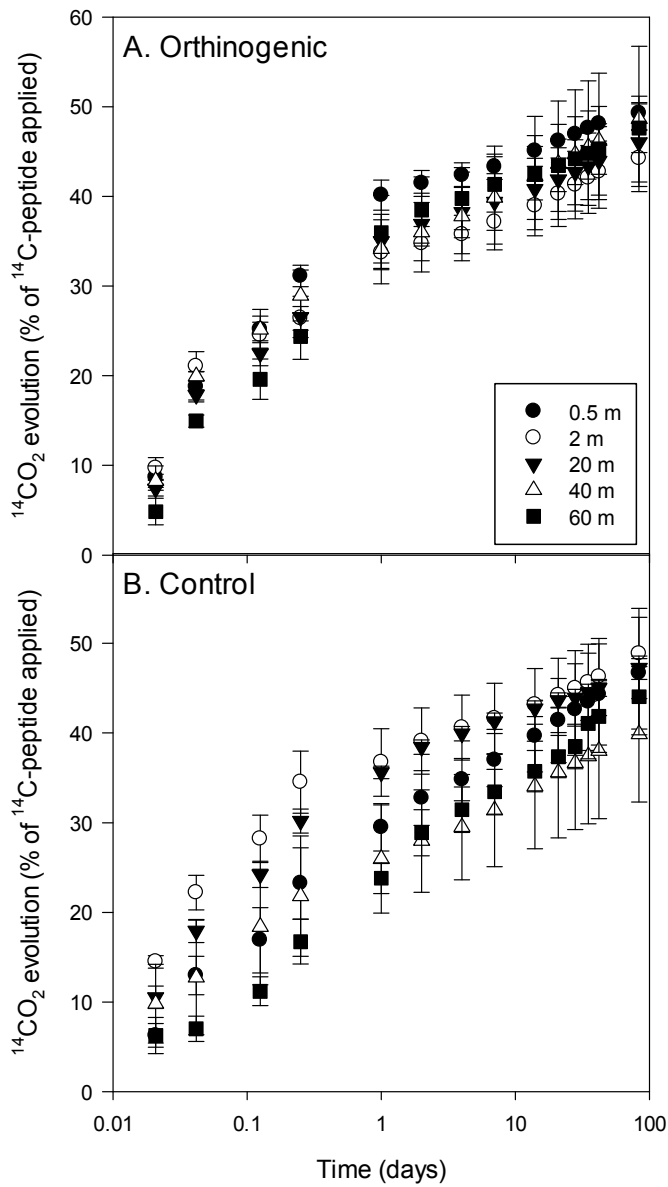 60
A. Orthinogenic
50
40
30
20
10
0
¹⁴CO₂ evolution (% of ¹⁴C-peptide applied)
0.5 m
2 m
20 m
40 m
60 m
B. Control
50
40
30
20
10
0
¹⁴CO₂ evolution (% of ¹⁴C-peptide applied)
0.01 0.1 1 10 100
Time (days)